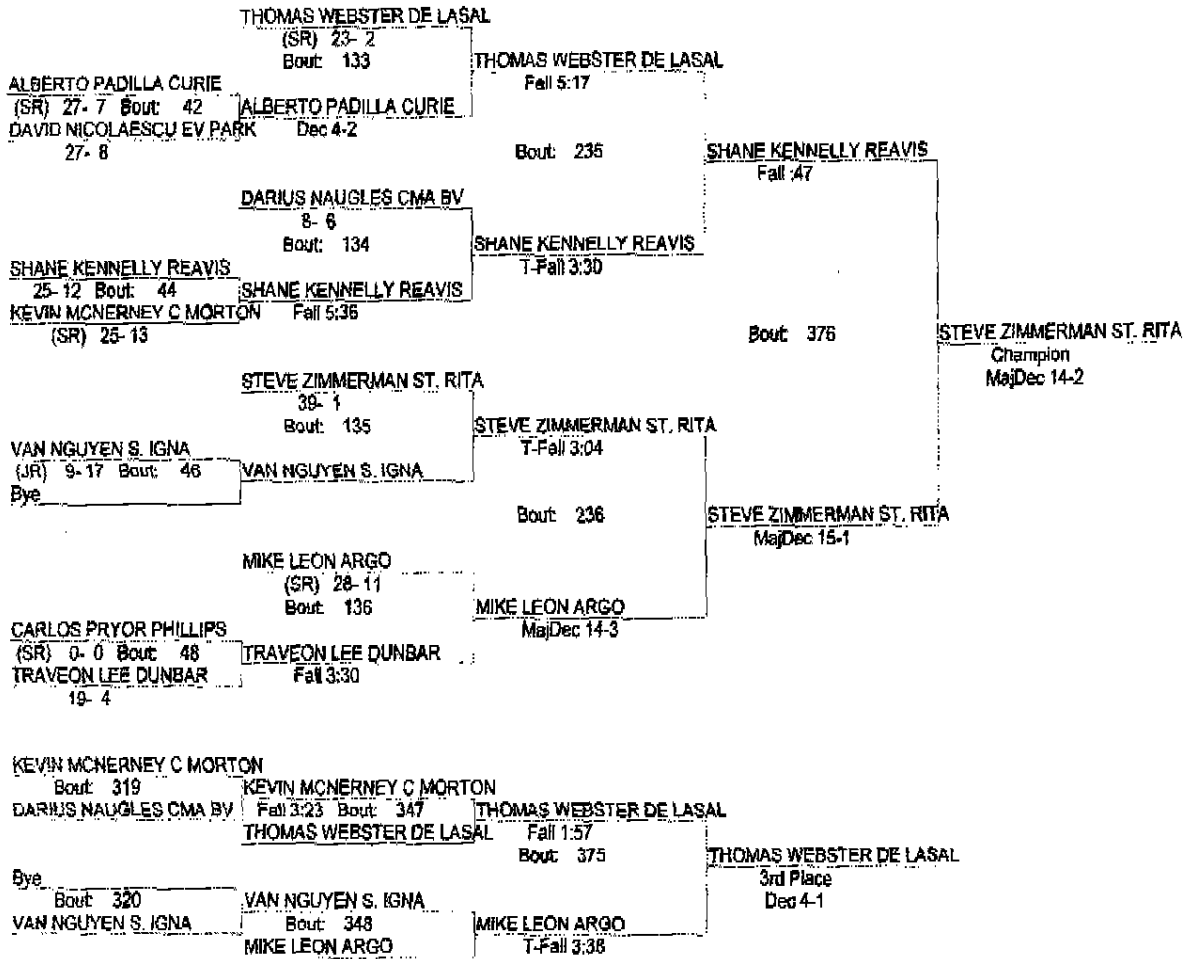 THOMAS WEBSTER DE LASAL
(SR) 23- 2
Bout: 133
THOMAS WEBSTER DE LASAL
Fall 5:17
ALBERTO PADILLA CURIE
(SR) 27- 7 Bout: 42
ALBERTO PADILLA CURIE
DAVID NICOLAESCU EV PARK
Dec 4-2
27- 8
Bout: 235
SHANE KENNELLY REAVIS
Fall :47
DARIUS NAUGLES CMA BV
8- 6
Bout: 134
SHANE KENNELLY REAVIS
T-Fall 3:30
SHANE KENNELLY REAVIS
25- 12 Bout: 44
SHANE KENNELLY REAVIS
KEVIN MCNERNEY C MORTON
Fall 5:36
(SR) 25- 13
Bout: 376
STEVE ZIMMERMAN ST. RITA
Champion
MajDec 14-2
STEVE ZIMMERMAN ST. RITA
39- 1
Bout: 135
STEVE ZIMMERMAN ST. RITA
T-Fall 3:04
VAN NGUYEN S. IGNA
(JR) 9- 17 Bout: 46
VAN NGUYEN S. IGNA
Bye
Bout: 236
STEVE ZIMMERMAN ST. RITA
MajDec 15-1
MIKE LEON ARGO
(SR) 28- 11
Bout: 136
MIKE LEON ARGO
MajDec 14-3
CARLOS PRYOR PHILLIPS
(SR) 0- 0 Bout: 48
TRAVEON LEE DUNBAR
TRAVEON LEE DUNBAR
Fall 3:30
19- 4
KEVIN MCNERNEY C MORTON
Bout: 319
KEVIN MCNERNEY C MORTON
DARIUS NAUGLES CMA BV
Fall 3:23 Bout: 347
THOMAS WEBSTER DE LASAL
THOMAS WEBSTER DE LASAL
Fall 1:57
Bout: 375
THOMAS WEBSTER DE LASAL
3rd Place
Dec 4-1
Bye
Bout: 320
VAN NGUYEN S. IGNA
VAN NGUYEN S. IGNA
Bout: 348
MIKE LEON ARGO
MIKE LEON ARGO
T-Fall 3:36